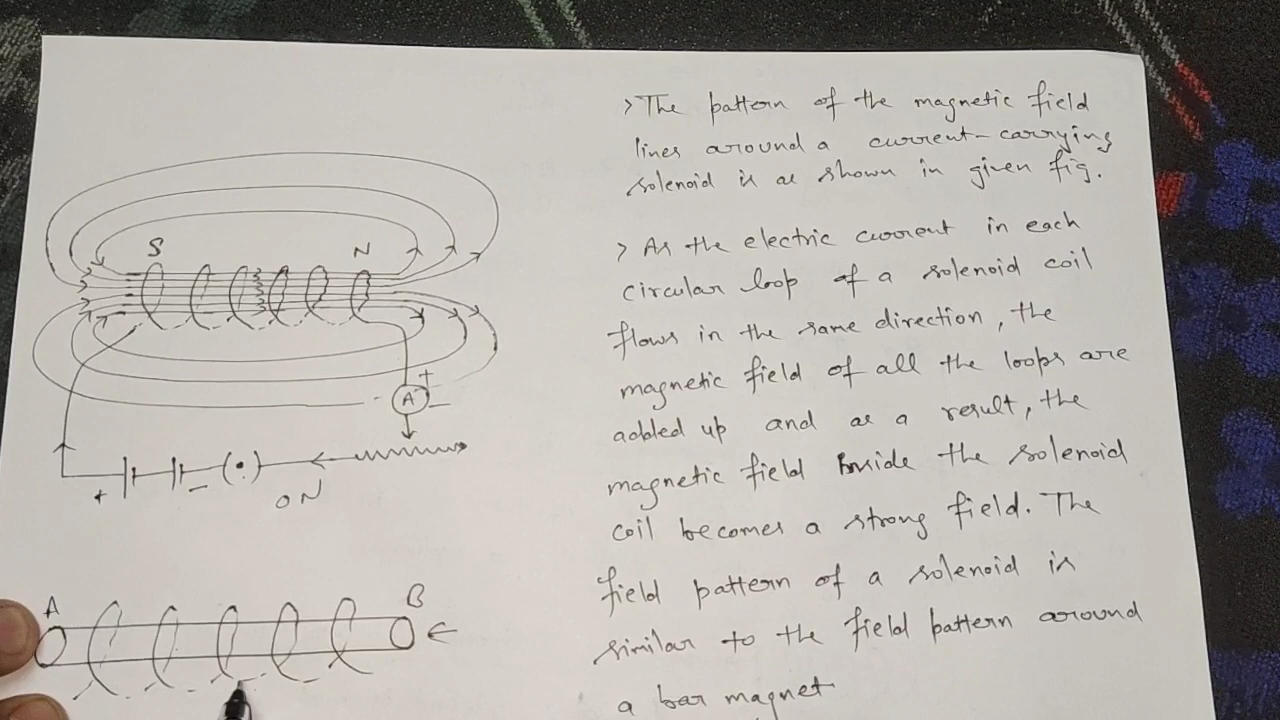 S
N
A
+
-
+
-
(•)
ON
A
B
> The pattern of the magnetic field
lines around a current-carrying
solenoid is as shown in given fig.
> As the electric current in each
circular loop of a solenoid coil
flows in the same direction, the
magnetic field of all the loops are
added up and as a result, the
magnetic field inside the solenoid
coil becomes a strong field. The
field pattern of a solenoid is
similar to the field pattern around
a bar magnet